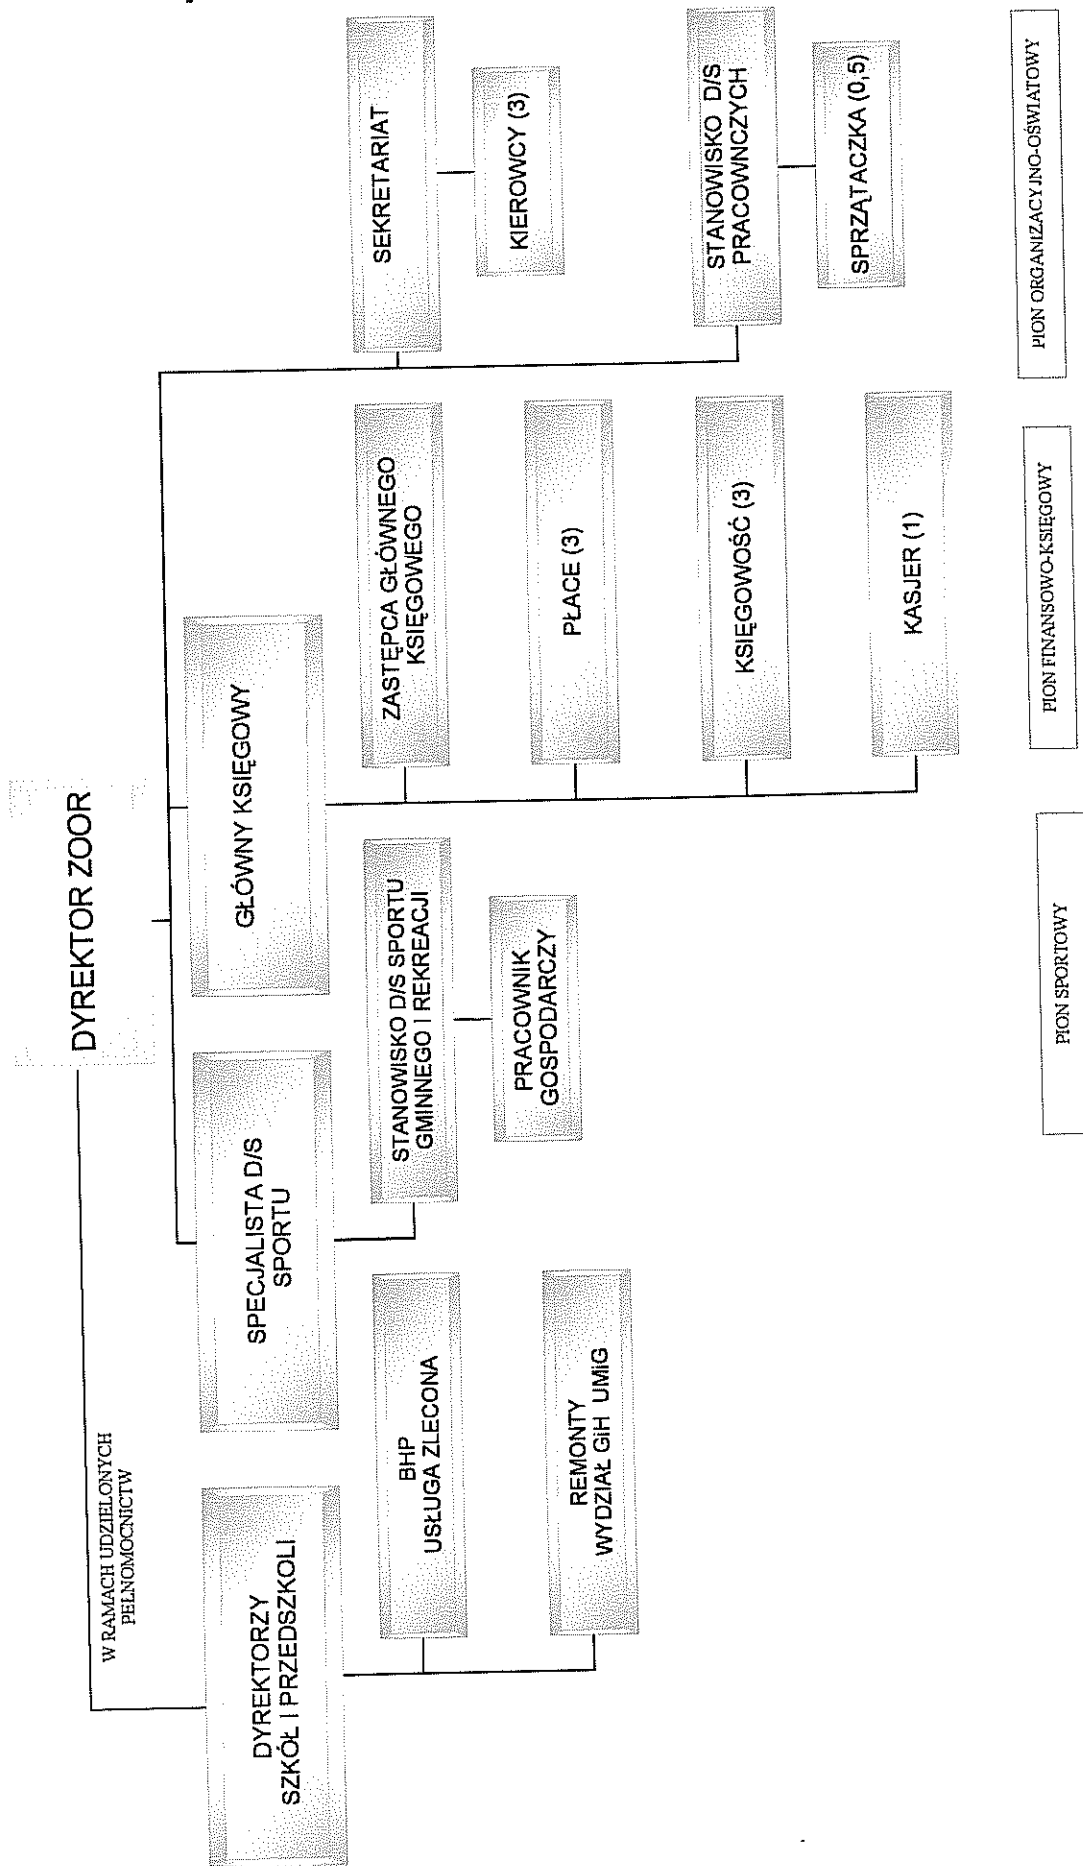 DYREKTOR ZOOR
W RAMACH UDZIELONYCH
PEŁNOMOCNICTW
DYREKTORZY
SZKÓŁ I PRZEDSZKOLI
BHP
USŁUGA ZLECONA
REMONTY
WYDZIAŁ GiH UMiG
SPECJALISTA D/S
SPORTU
STANOWISKO D/S SPORTU
GMINNEGO I REKREACJI
PRACOWNIK
GOSPODARCZY
GŁÓWNY KSIĘGOWY
ZASTĘPCA GŁÓWNEGO
KSIĘGOWEGO
PŁACE (3)
KSIĘGOWOŚĆ (3)
KASJER (1)
SEKRETARIAT
KIEROWCY (3)
STANOWISKO D/S
PRACOWNCZYCH
SPRZĄTACZKA (0,5)
PION SPORTOWY
PION FINANSOWO-KSIĘGOWY
PION ORGANIZACYJNO-OŚWIATOWY